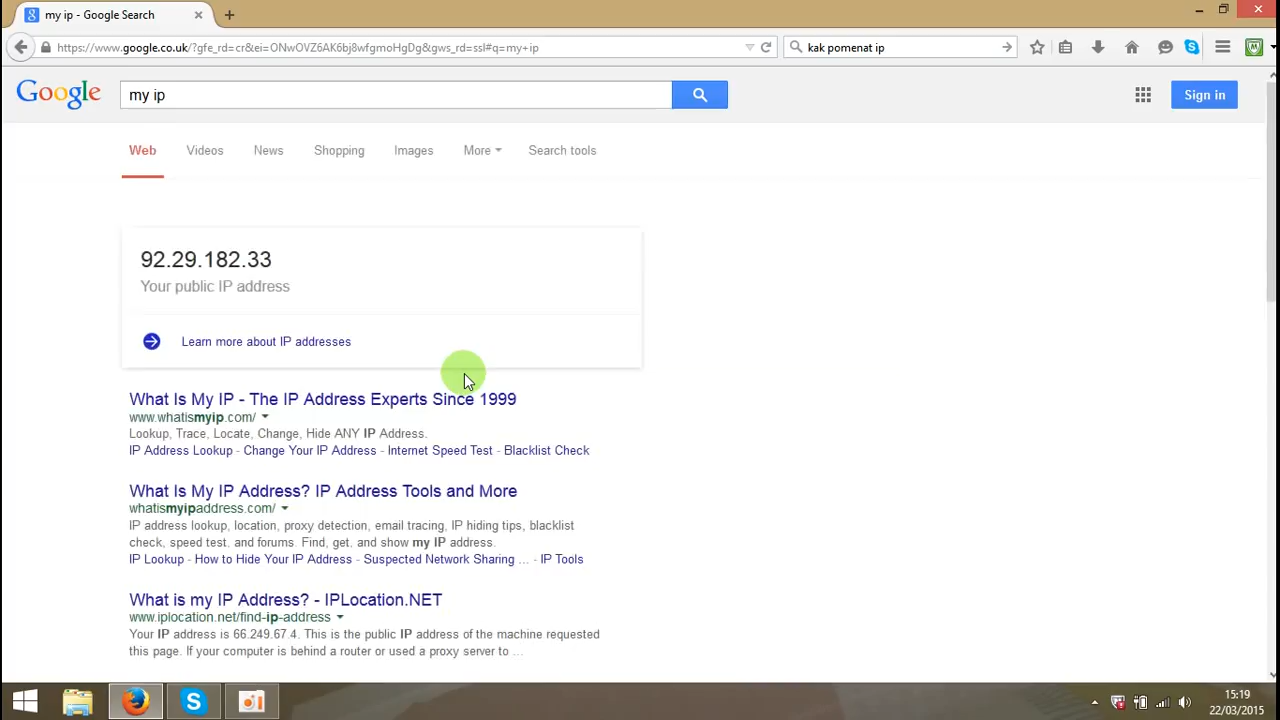 my ip - Google Search
https://www.google.co.uk/?gfe_rd=cr&ei=ONwOVZ6AK6bj8wfgmoHgDg&gws_rd=ssl#q=my+ip
kak pomenat ip
Google
my ip
Sign in
Web Videos News Shopping Images More Search tools
92.29.182.33
Your public IP address
Learn more about IP addresses
What Is My IP - The IP Address Experts Since 1999
www.whatismyip.com/
Lookup, Trace, Locate, Change, Hide ANY IP Address.
IP Address Lookup - Change Your IP Address - Internet Speed Test - Blacklist Check
What Is My IP Address? IP Address Tools and More
whatismyipaddress.com/
IP address lookup, location, proxy detection, email tracing, IP hiding tips, blacklist
check, speed test, and forums. Find, get, and show my IP address.
IP Lookup - How to Hide Your IP Address - Suspected Network Sharing ... - IP Tools
What is my IP Address? - IPLocation.NET
www.iplocation.net/find-ip-address
Your IP address is 66.249.67.4. This is the public IP address of the machine requested
this page. If your computer is behind a router or used a proxy server to ...
15:19
22/03/2015